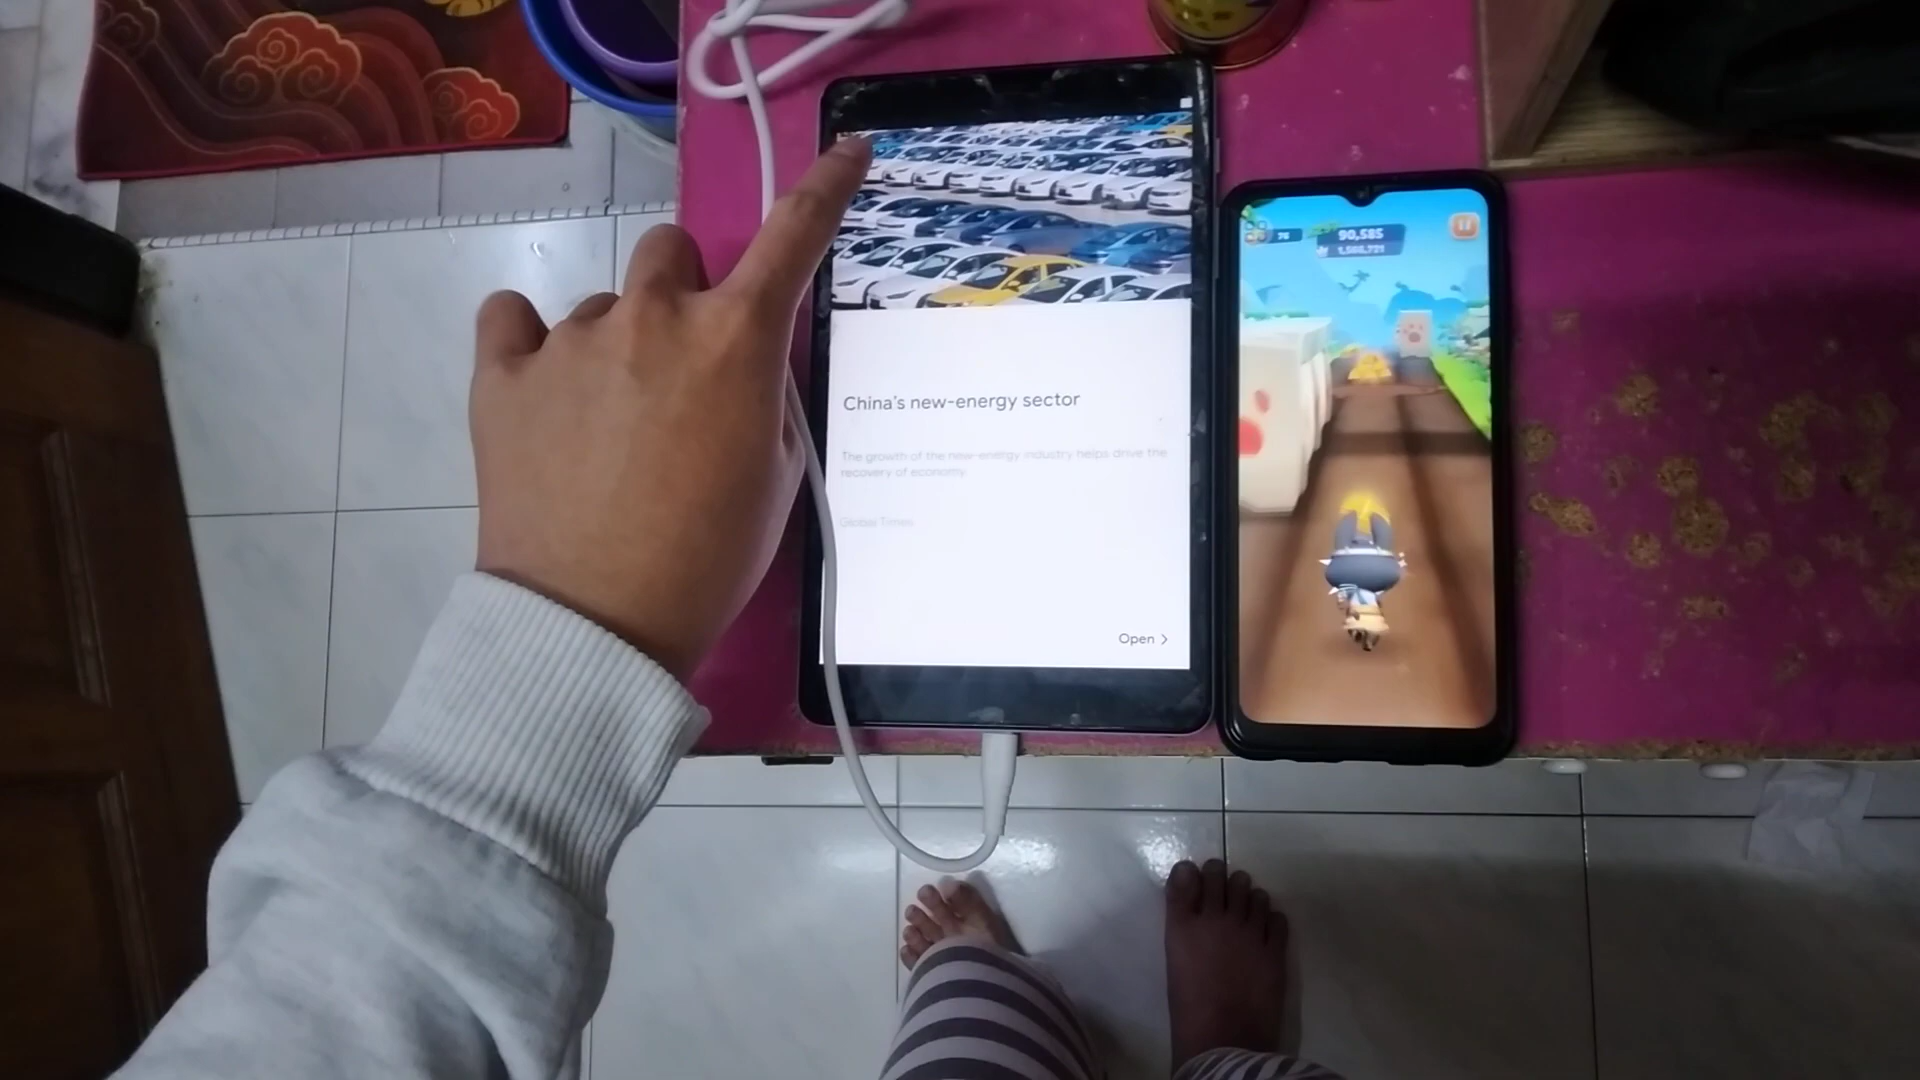 China's new-energy sector
The growth of the new-energy industry helps drive the
recovery of economy
Global Times
Open >
76
90,585